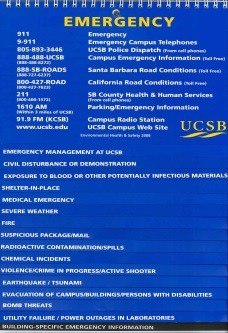 EMERGENCY
911 Emergency
9-911 Emergency Campus Telephones
805-893-3446 UCSB Police Dispatch (From cell phones)
888-488-UCSB Campus Emergency Information (Toll Free)
(888-488-8272)
888-SB-ROADS Santa Barbara Road Conditions (Toll Free)
(888-727-6237)
800-427-ROAD California Road Conditions (Toll Free)
(800-427-7623)
211 SB County Health & Human Services
(800-400-1572) (From cell phones)
1610 AM Parking/Emergency Information
(Within 3 miles of UCSB)
91.9 FM (KCSB) Campus Radio Station
www.ucsb.edu UCSB Campus Web Site
UCSB
Environmental Health & Safety 2008
EMERGENCY MANAGEMENT AT UCSB
CIVIL DISTURBANCE OR DEMONSTRATION
EXPOSURE TO BLOOD OR OTHER POTENTIALLY INFECTIOUS MATERIALS
SHELTER-IN-PLACE
MEDICAL EMERGENCY
SEVERE WEATHER
FIRE
SUSPICIOUS PACKAGE/MAIL
RADIOACTIVE CONTAMINATION/SPILLS
CHEMICAL INCIDENTS
VIOLENCE/CRIME IN PROGRESS/ACTIVE SHOOTER
EARTHQUAKE / TSUNAMI
EVACUATION OF CAMPUS/BUILDINGS/PERSONS WITH DISABILITIES
BOMB THREATS
UTILITY FAILURE / POWER OUTAGES IN LABORATORIES
BUILDING-SPECIFIC EMERGENCY INFORMATION